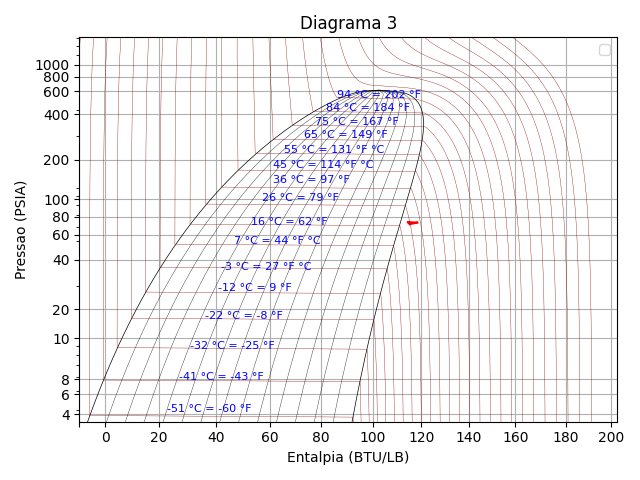 Diagrama 3
Pressao (PSIA)
1000
800
600
400
200
100
80
60
40
20
10
8
6
4
94 °C = 202 °F
84 °C = 184 °F
75 °C = 167 °F
65 °C = 149 °F
55 °C = 131 °F °C
45 °C = 114 °F °C
36 °C = 97 °F
26 °C = 79 °F
16 °C = 62 °F
7 °C = 44 °F °C
-3 °C = 27 °F °C
-12 °C = 9 °F
-22 °C = -8 °F
-32 °C = -25 °F
-41 °C = -43 °F
-51 °C = -60 °F
0 20 40 60 80 100 120 140 160 180 200
Entalpia (BTU/LB)